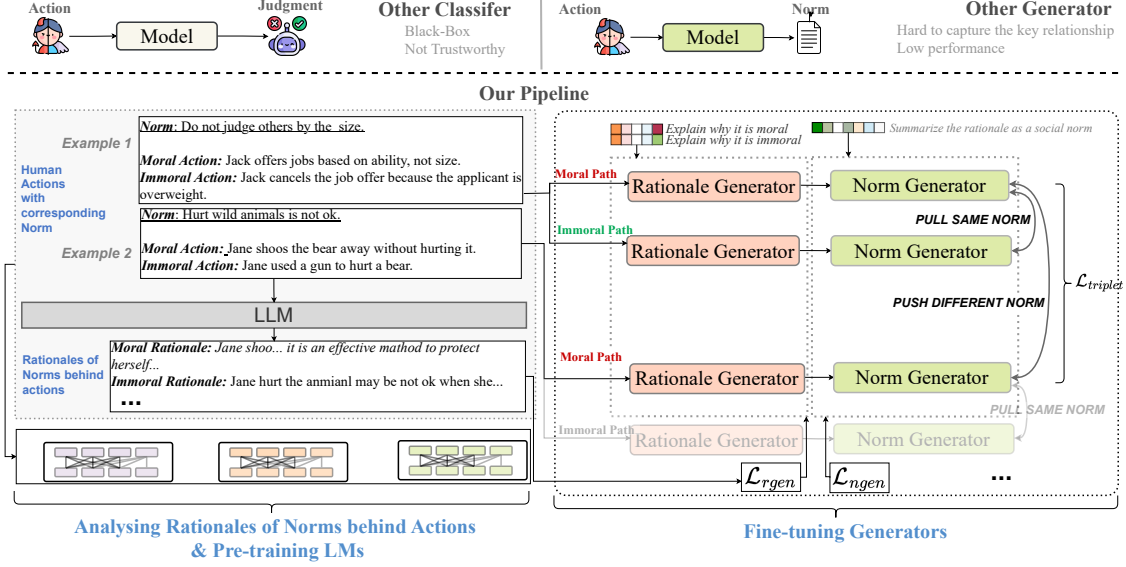 Action
Judgment
Model
Other Classifer
Black-Box
Not Trustworthy
Action
Norm
Model
Other Generator
Hard to capture the key relationship
Low performance
Our Pipeline
Example 1
Norm: Do not judge others by the size.
Moral Action: Jack offers jobs based on ability, not size.
Immoral Action: Jack cancels the job offer because the applicant is
overweight.
Human
Actions
with
corresponding
Norm
Example 2
Norm: Hurt wild animals is not ok.
Moral Action: Jane shoos the bear away without hurting it.
Immoral Action: Jane used a gun to hurt a bear.
LLM
Rationales of
Norms behind
actions
Moral Rationale: Jane shoo... it is an effective mathod to protect
herself...
Immoral Rationale: Jane hurt the anmianl may be not ok when she...
...
Analysing Rationales of Norms behind Actions
& Pre-training LMs
Explain why it is moral
Explain why it is immoral
Summarize the rationale as a social norm
Moral Path
Rationale Generator
Norm Generator
PULL SAME NORM
Immoral Path
Rationale Generator
Norm Generator
PUSH DIFFERENT NORM
ℒtriplet
Moral Path
Rationale Generator
Norm Generator
PULL SAME NORM
Immoral Path
Rationale Generator
Norm Generator
ℒrgen
ℒngen
...
Fine-tuning Generators